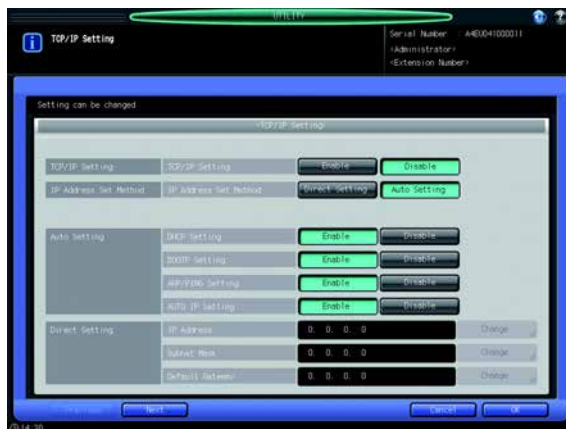 UTILITY
TCP/IP Setting
Serial Number : A4EU041000011
<Administrator>
<Extension Number>
Setting can be changed
<TCP/IP Setting>
TCP/IP Setting TCP/IP Setting Enable Disable
IP Address Set Method IP Address Set Method Direct Setting Auto Setting
Auto Setting DHCP Setting Enable Disable
BOOTP Setting Enable Disable
ARP/PING Setting Enable Disable
AUTO IP Setting Enable Disable
Direct Setting IP Address 0. 0. 0. 0 Change
Subnet Mask 0. 0. 0. 0 Change
Default Gateway 0. 0. 0. 0 Change
Previous Next Cancel OK
14:30